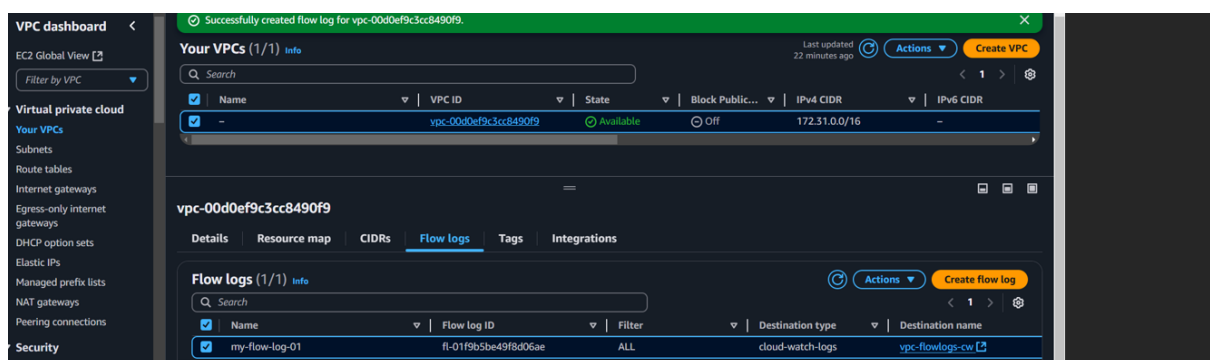 VPC dashboard
EC2 Global View
Filter by VPC
Virtual private cloud
Your VPCs
Subnets
Route tables
Internet gateways
Egress-only internet
gateways
DHCP option sets
Elastic IPs
Managed prefix lists
NAT gateways
Peering connections
Security
Successfully created flow log for vpc-00d0ef9c3cc8490f9.
Your VPCs (1/1) Info
Last updated
22 minutes ago
Actions
Create VPC
Search
1
Name VPC ID State Block Public... IPv4 CIDR IPv6 CIDR
– vpc-00d0ef9c3cc8490f9 Available Off 172.31.0.0/16 –
vpc-00d0ef9c3cc8490f9
Details Resource map CIDRs Flow logs Tags Integrations
Flow logs (1/1) Info
Actions
Create flow log
Search
1
Name Flow log ID Filter Destination type Destination name
my-flow-log-01 fl-01f9b5be49f8d06ae ALL cloud-watch-logs vpc-flowlogs-cw